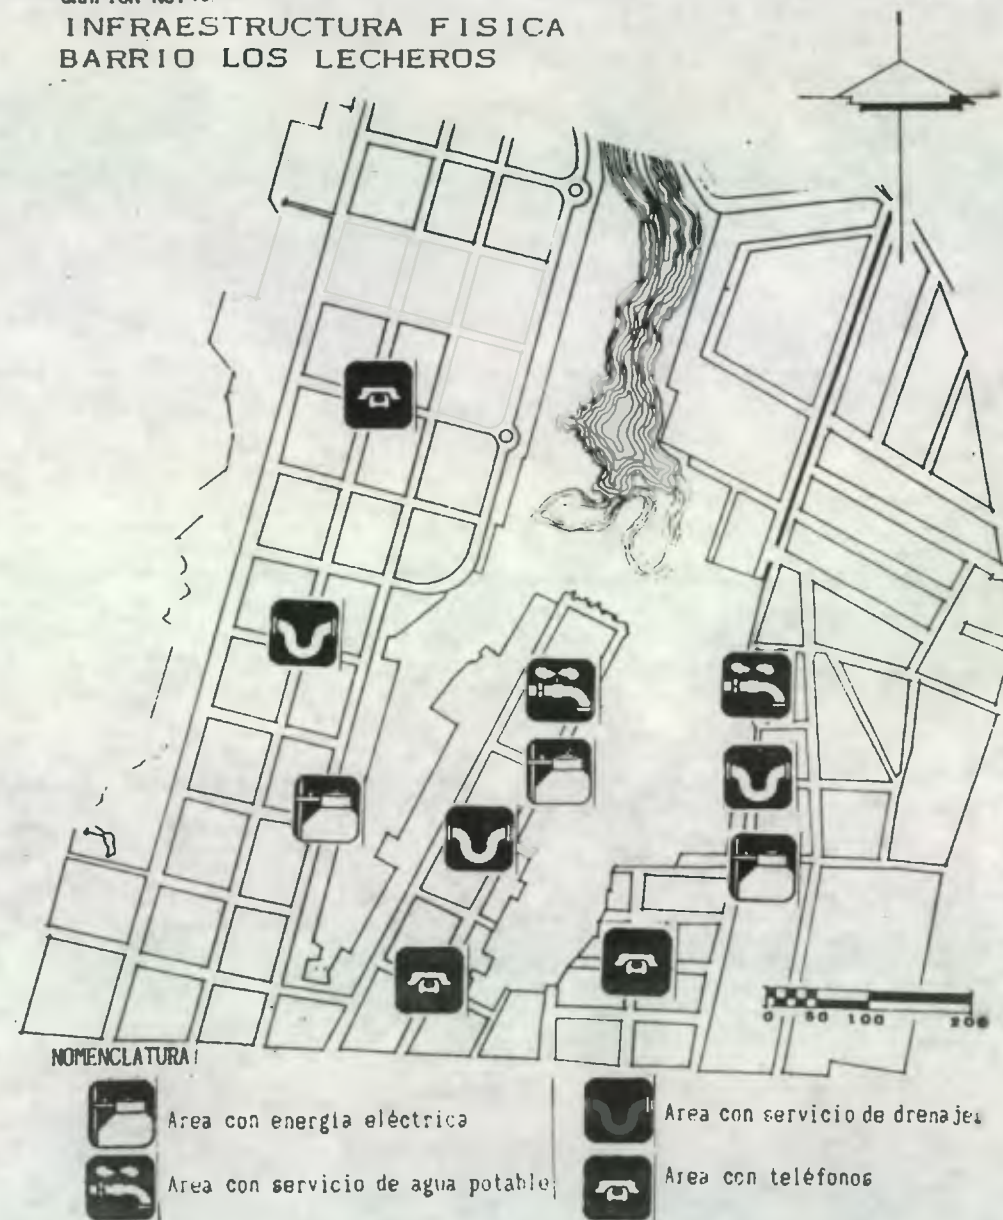 INFRAESTRUCTURA FISICA
BARRIO LOS LECHEROS
0 50 100 200
NOMENCLATURA:
Area con energía eléctrica
Area con servicio de drenajes
Area con servicio de agua potable
Area con teléfonos